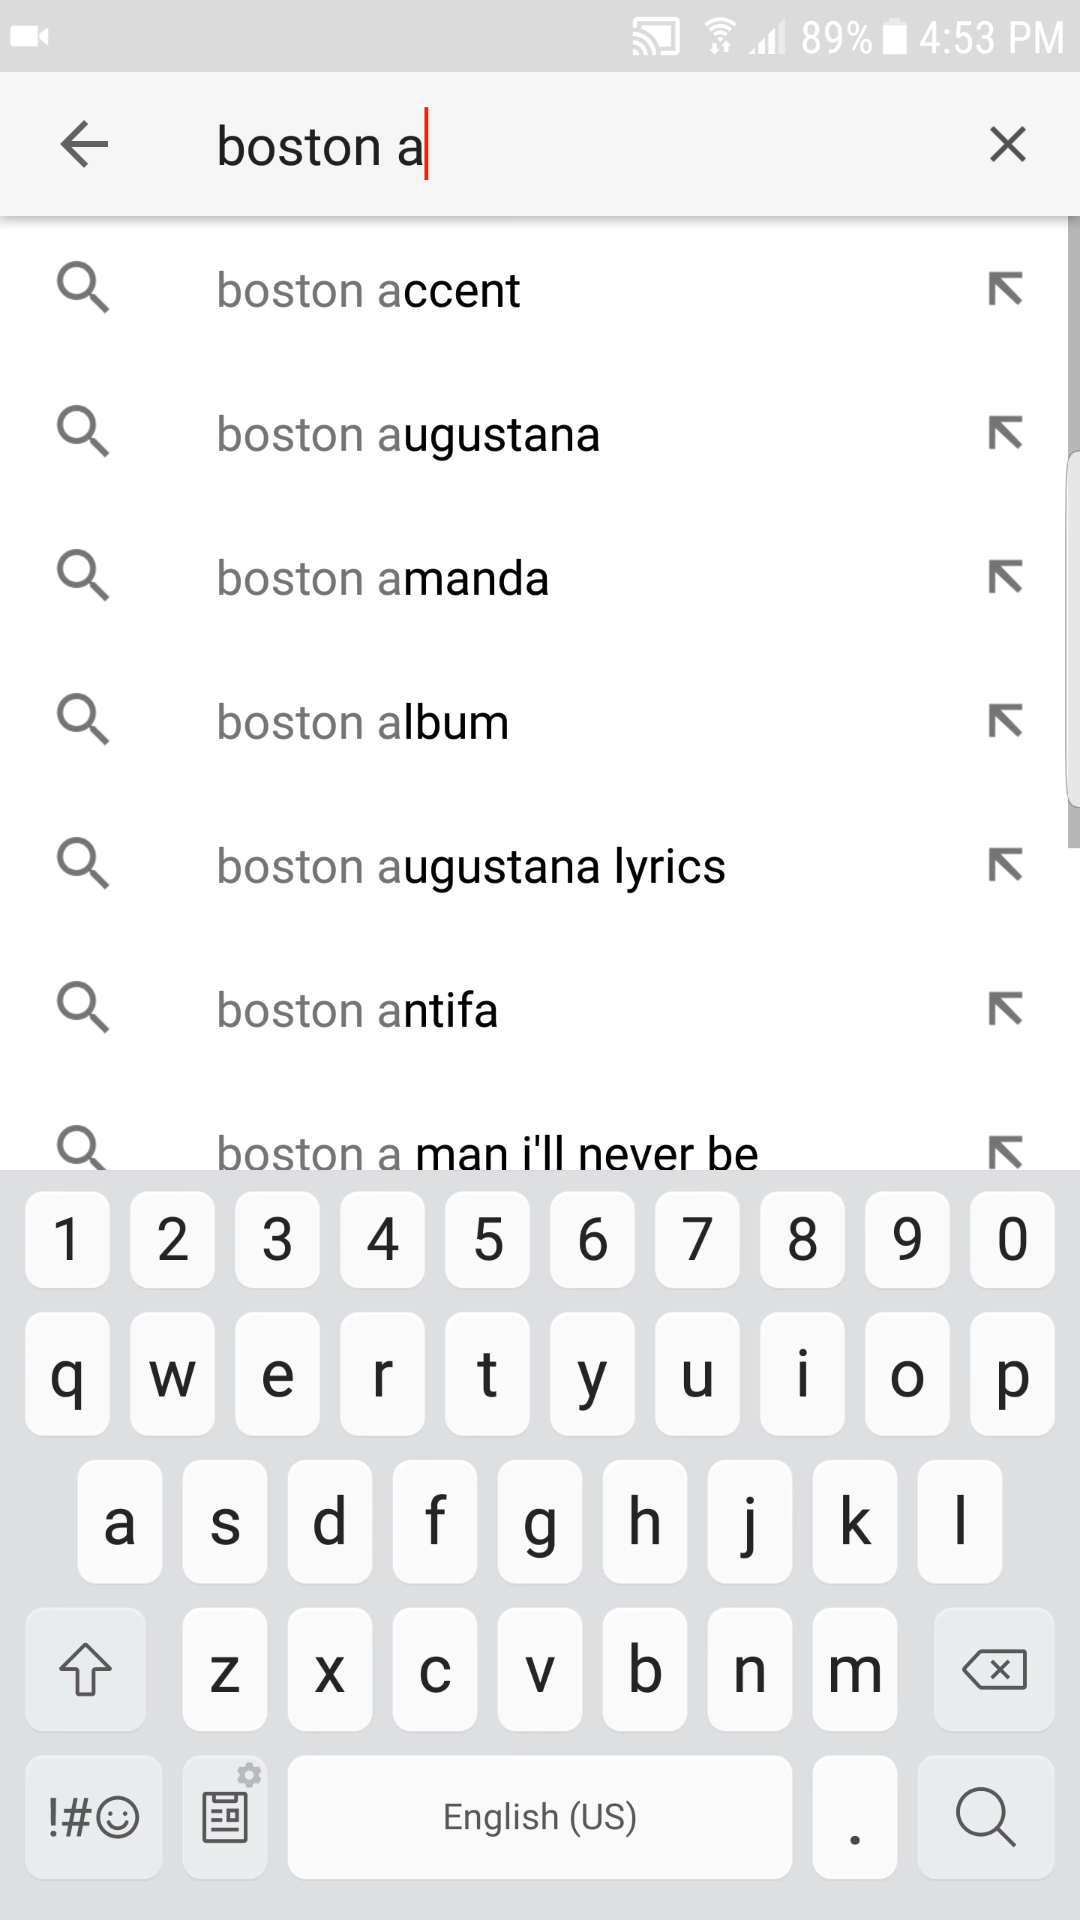 89% 4:53 PM
boston a
boston accent
boston augustana
boston amanda
boston album
boston augustana lyrics
boston antifa
boston a man i'll never be
1 2 3 4 5 6 7 8 9 0
q w e r t y u i o p
a s d f g h j k l
z x c v b n m
!#☺ English (US) .